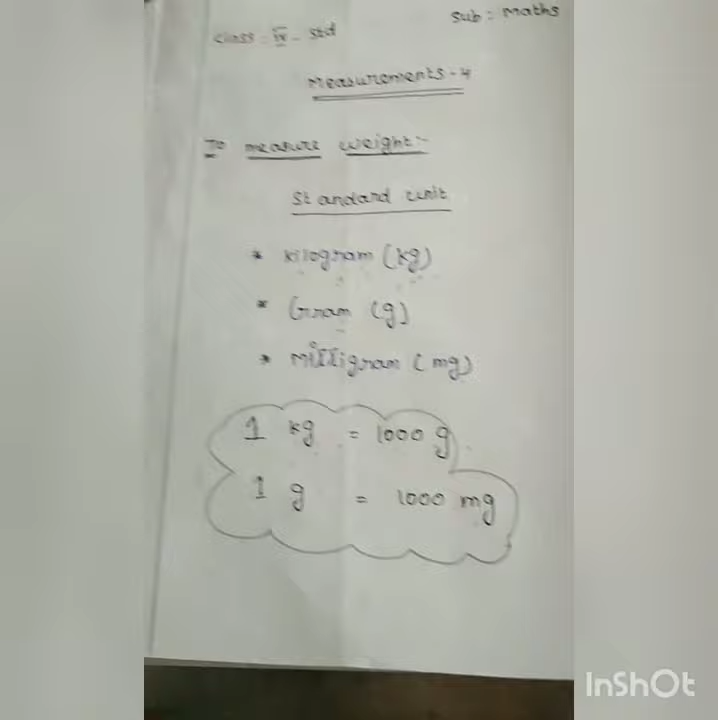 Class : IV - Std
Sub : Maths
Measurements - 4
To measure weight :-
Standard unit
* kilogram (kg)
* Gram (g)
* Milligram (mg)
1 kg = 1000 g
1 g = 1000 mg
InShOt